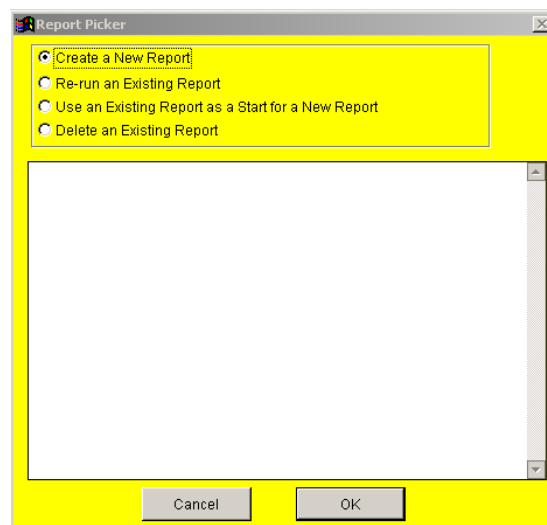 Report Picker
Create a New Report
Re-run an Existing Report
Use an Existing Report as a Start for a New Report
Delete an Existing Report
Cancel OK